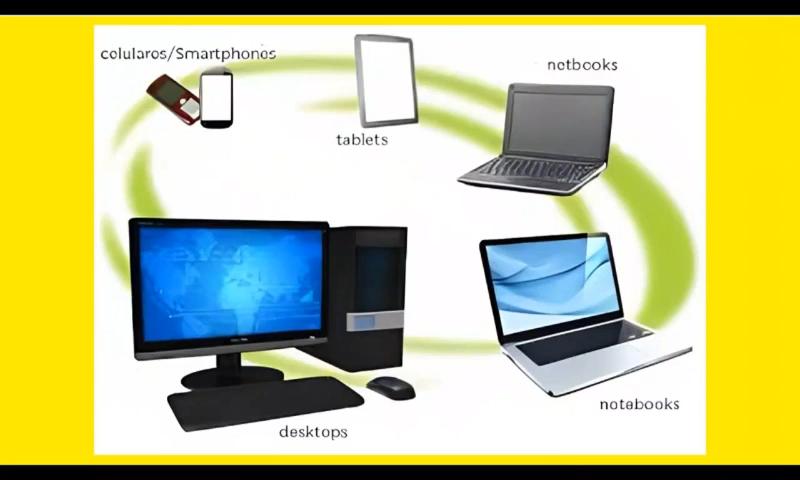 celulares/Smartphones
tablets
netbooks
notebooks
desktops